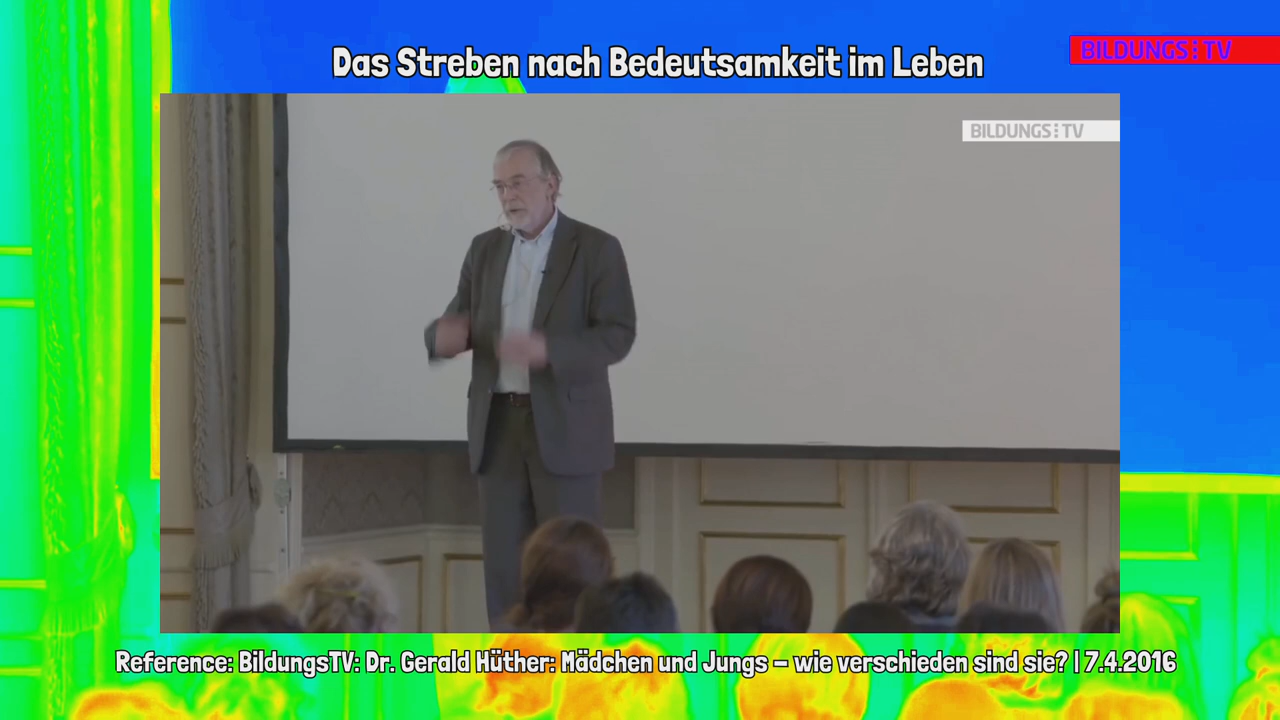 Das Streben nach Bedeutsamkeit im Leben
BILDUNGS⋮TV
BILDUNGS⋮TV
Reference: BildungsTV: Dr. Gerald Hüther: Mädchen und Jungs – wie verschieden sind sie? | 7.4.2016